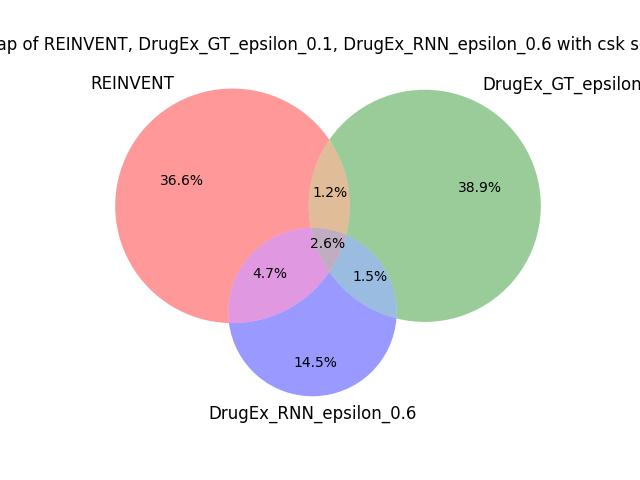 ap of REINVENT, DrugEx_GT_epsilon_0.1, DrugEx_RNN_epsilon_0.6 with csk s
REINVENT
DrugEx_GT_epsilon
36.6%
1.2%
38.9%
2.6%
4.7%
1.5%
14.5%
DrugEx_RNN_epsilon_0.6